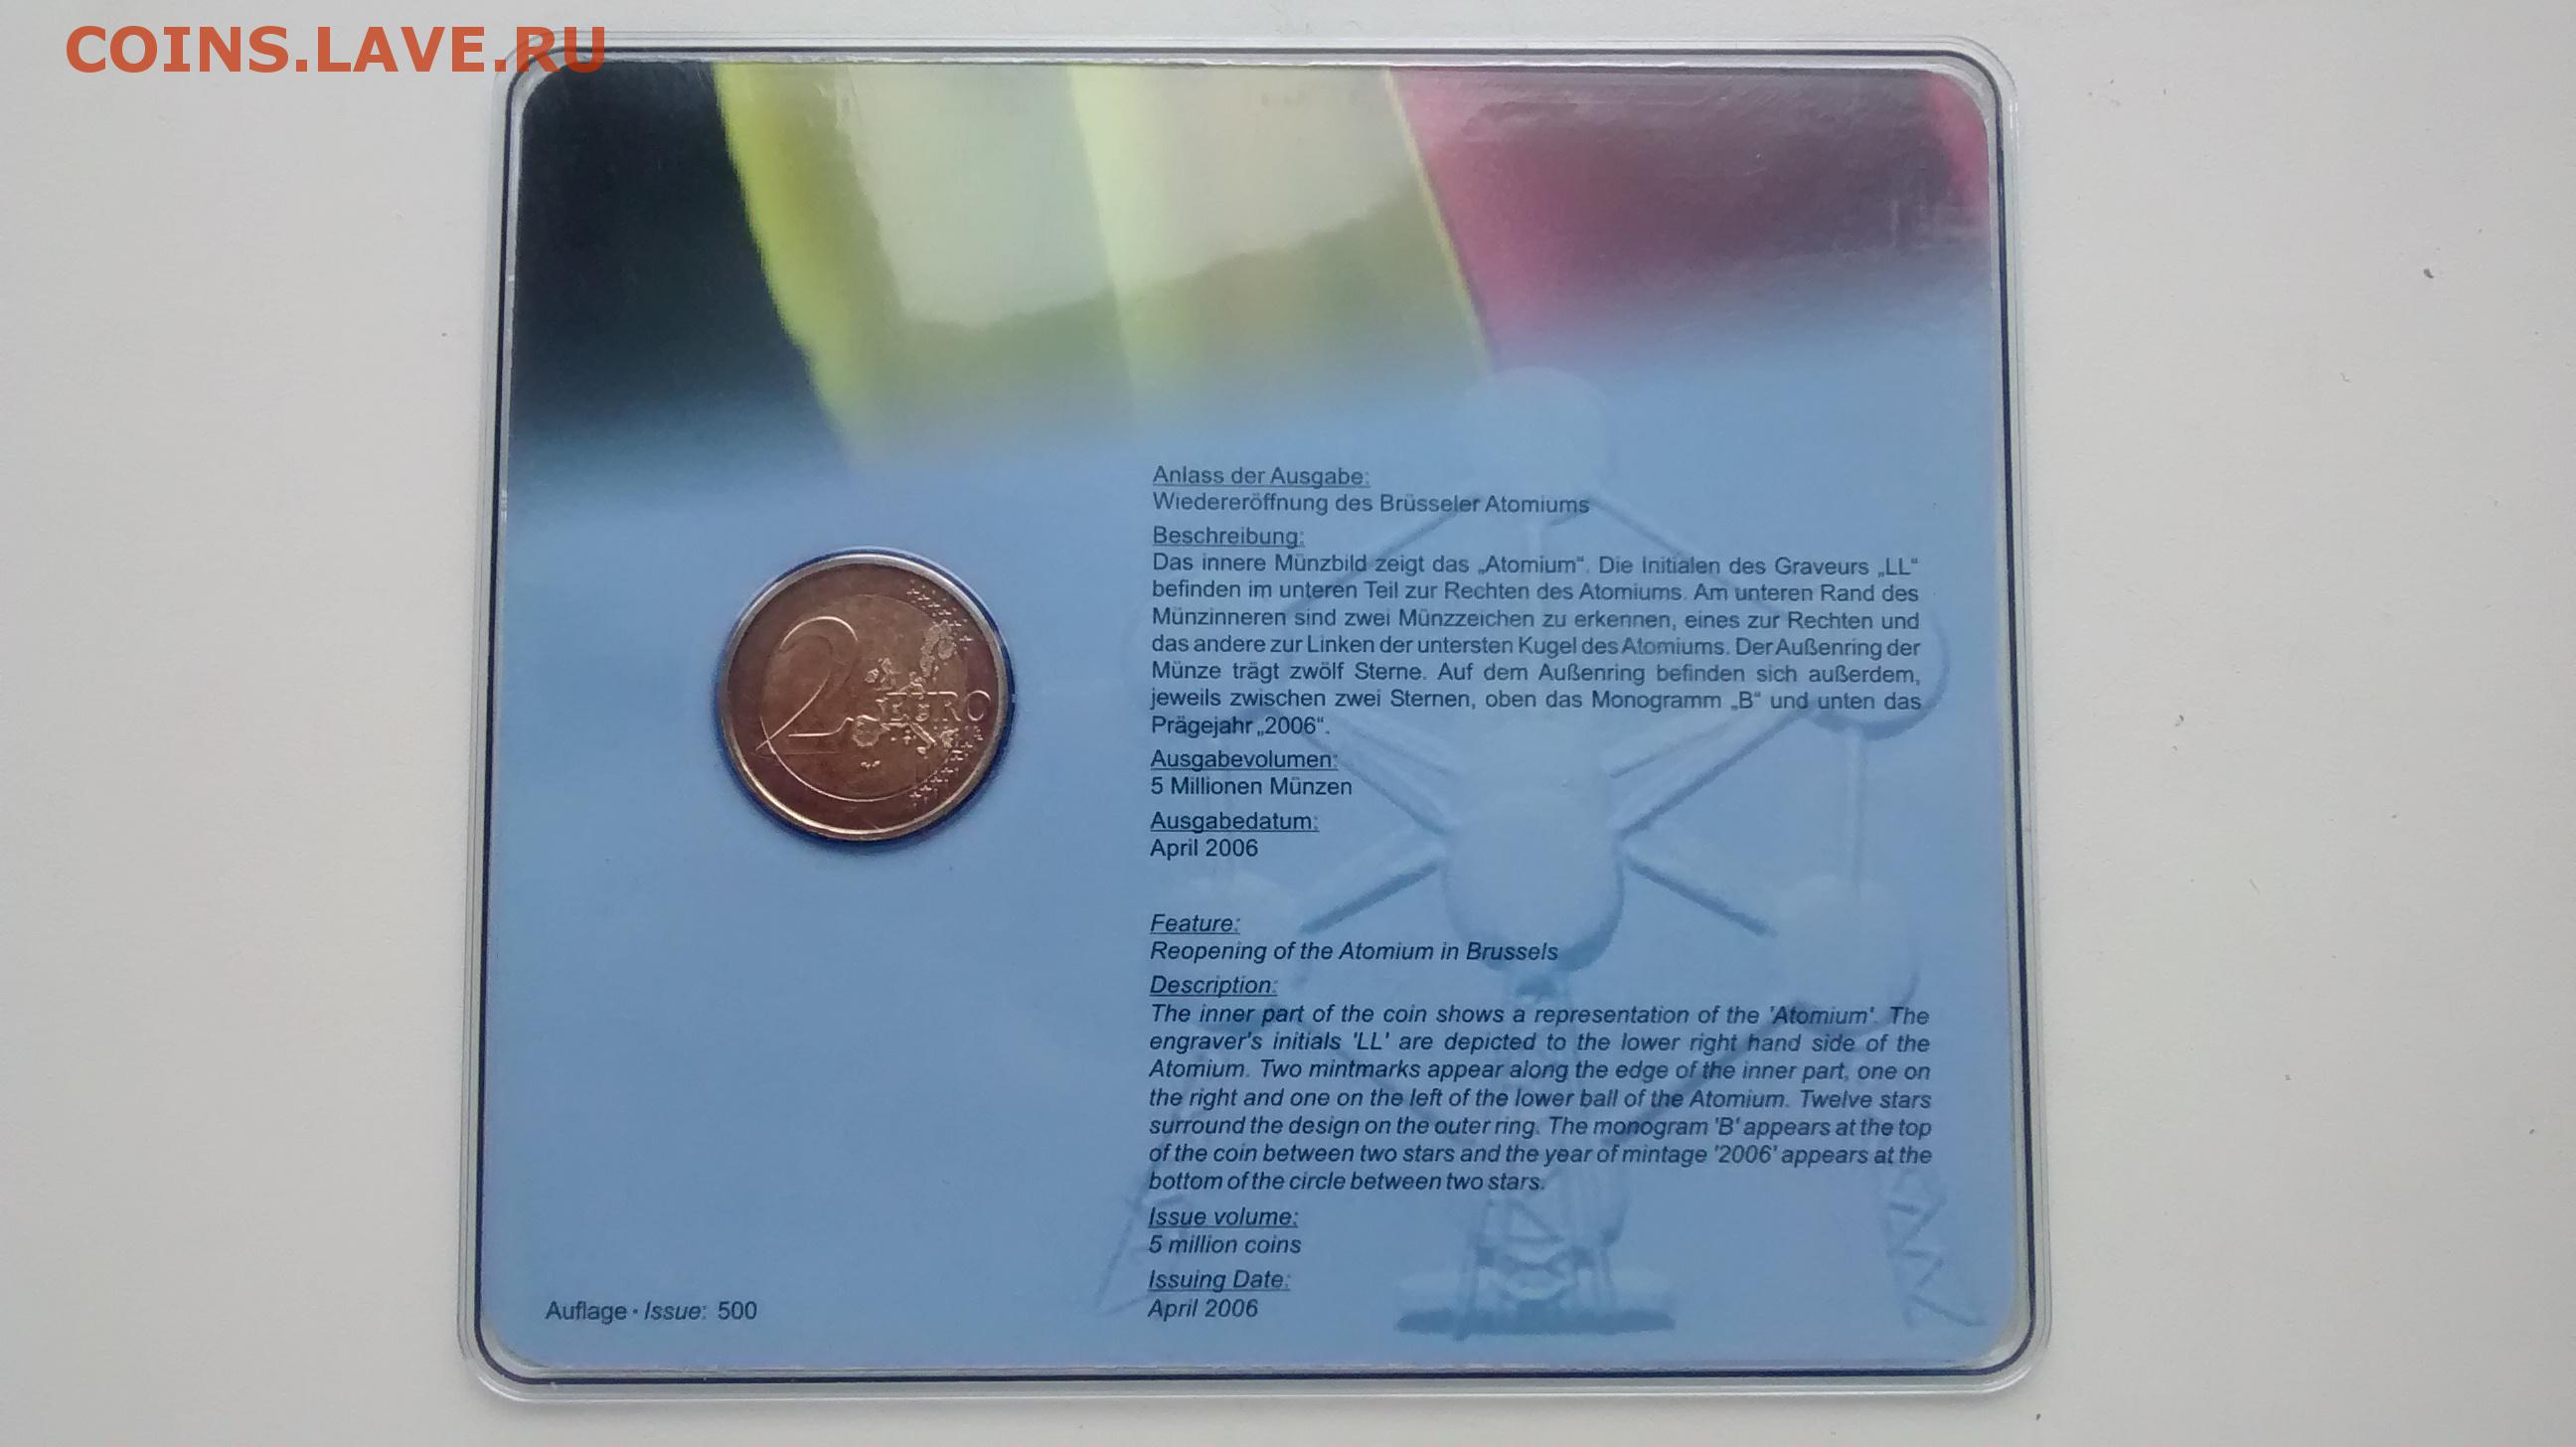 COINS.LAVE.RU
Anlass der Ausgabe:
Wiedereröffnung des Brüsseler Atomiums
Beschreibung:
Das innere Münzbild zeigt das „Atomium“. Die Initialen des Graveurs „LL“
befinden im unteren Teil zur Rechten des Atomiums. Am unteren Rand des
Münzinneren sind zwei Münzzeichen zu erkennen, eines zur Rechten und
das andere zur Linken der untersten Kugel des Atomiums. Der Außenring der
Münze trägt zwölf Sterne. Auf dem Außenring befinden sich außerdem,
jeweils zwischen zwei Sternen, oben das Monogramm „B“ und unten das
Prägejahr „2006“.
Ausgabevolumen:
5 Millionen Münzen
Ausgabedatum:
April 2006
2 EURO
Feature:
Reopening of the Atomium in Brussels
Description:
The inner part of the coin shows a representation of the 'Atomium'. The
engraver's initials 'LL' are depicted to the lower right hand side of the
Atomium. Two mintmarks appear along the edge of the inner part, one on
the right and one on the left of the lower ball of the Atomium. Twelve stars
surround the design on the outer ring. The monogram 'B' appears at the top
of the coin between two stars and the year of mintage '2006' appears at the
bottom of the circle between two stars.
Issue volume:
5 million coins
Issuing Date:
April 2006
Auflage · Issue: 500